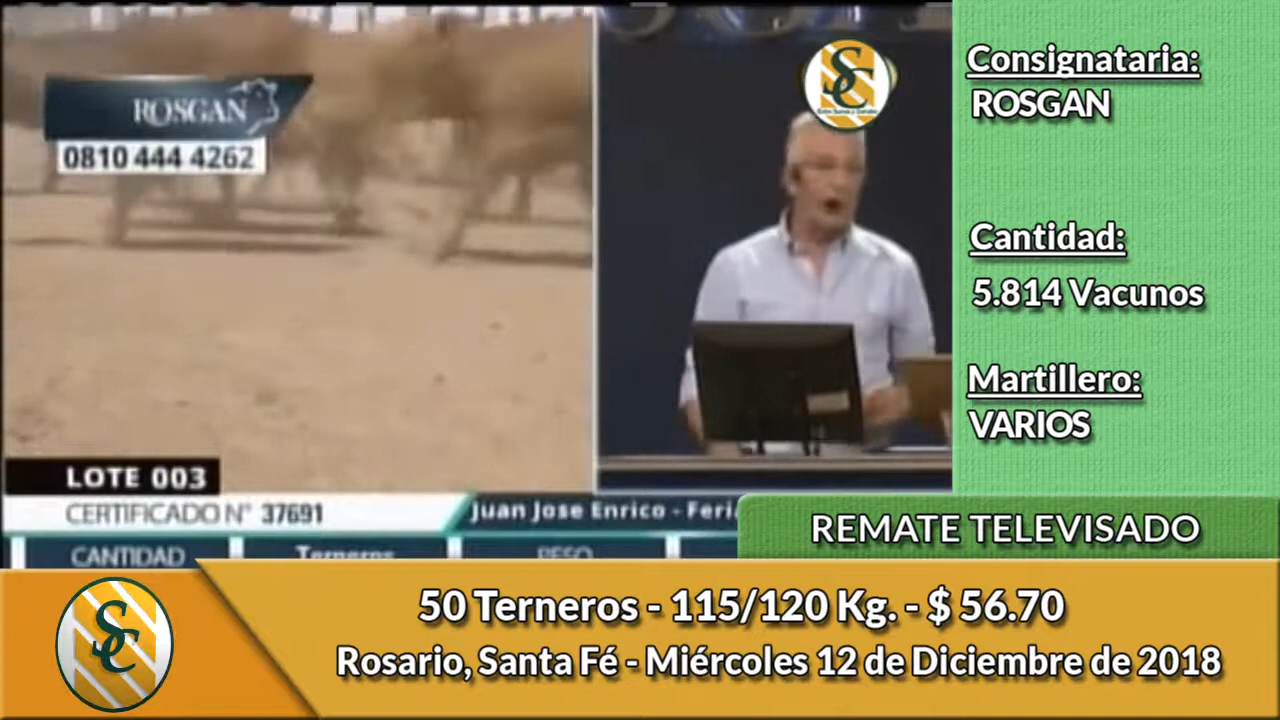 ROSGAN
0810 444 4262
SC
Consignataria:
ROSGAN
Cantidad:
5.814 Vacunos
Martillero:
VARIOS
LOTE 003
CERTIFICADO N° 37691
Juan Jose Enrico - Feri
CANTIDAD
Terneros
PESO
REMATE TELEVISADO
50 Terneros - 115/120 Kg. - $ 56.70
SC
Rosario, Santa Fé - Miércoles 12 de Diciembre de 2018